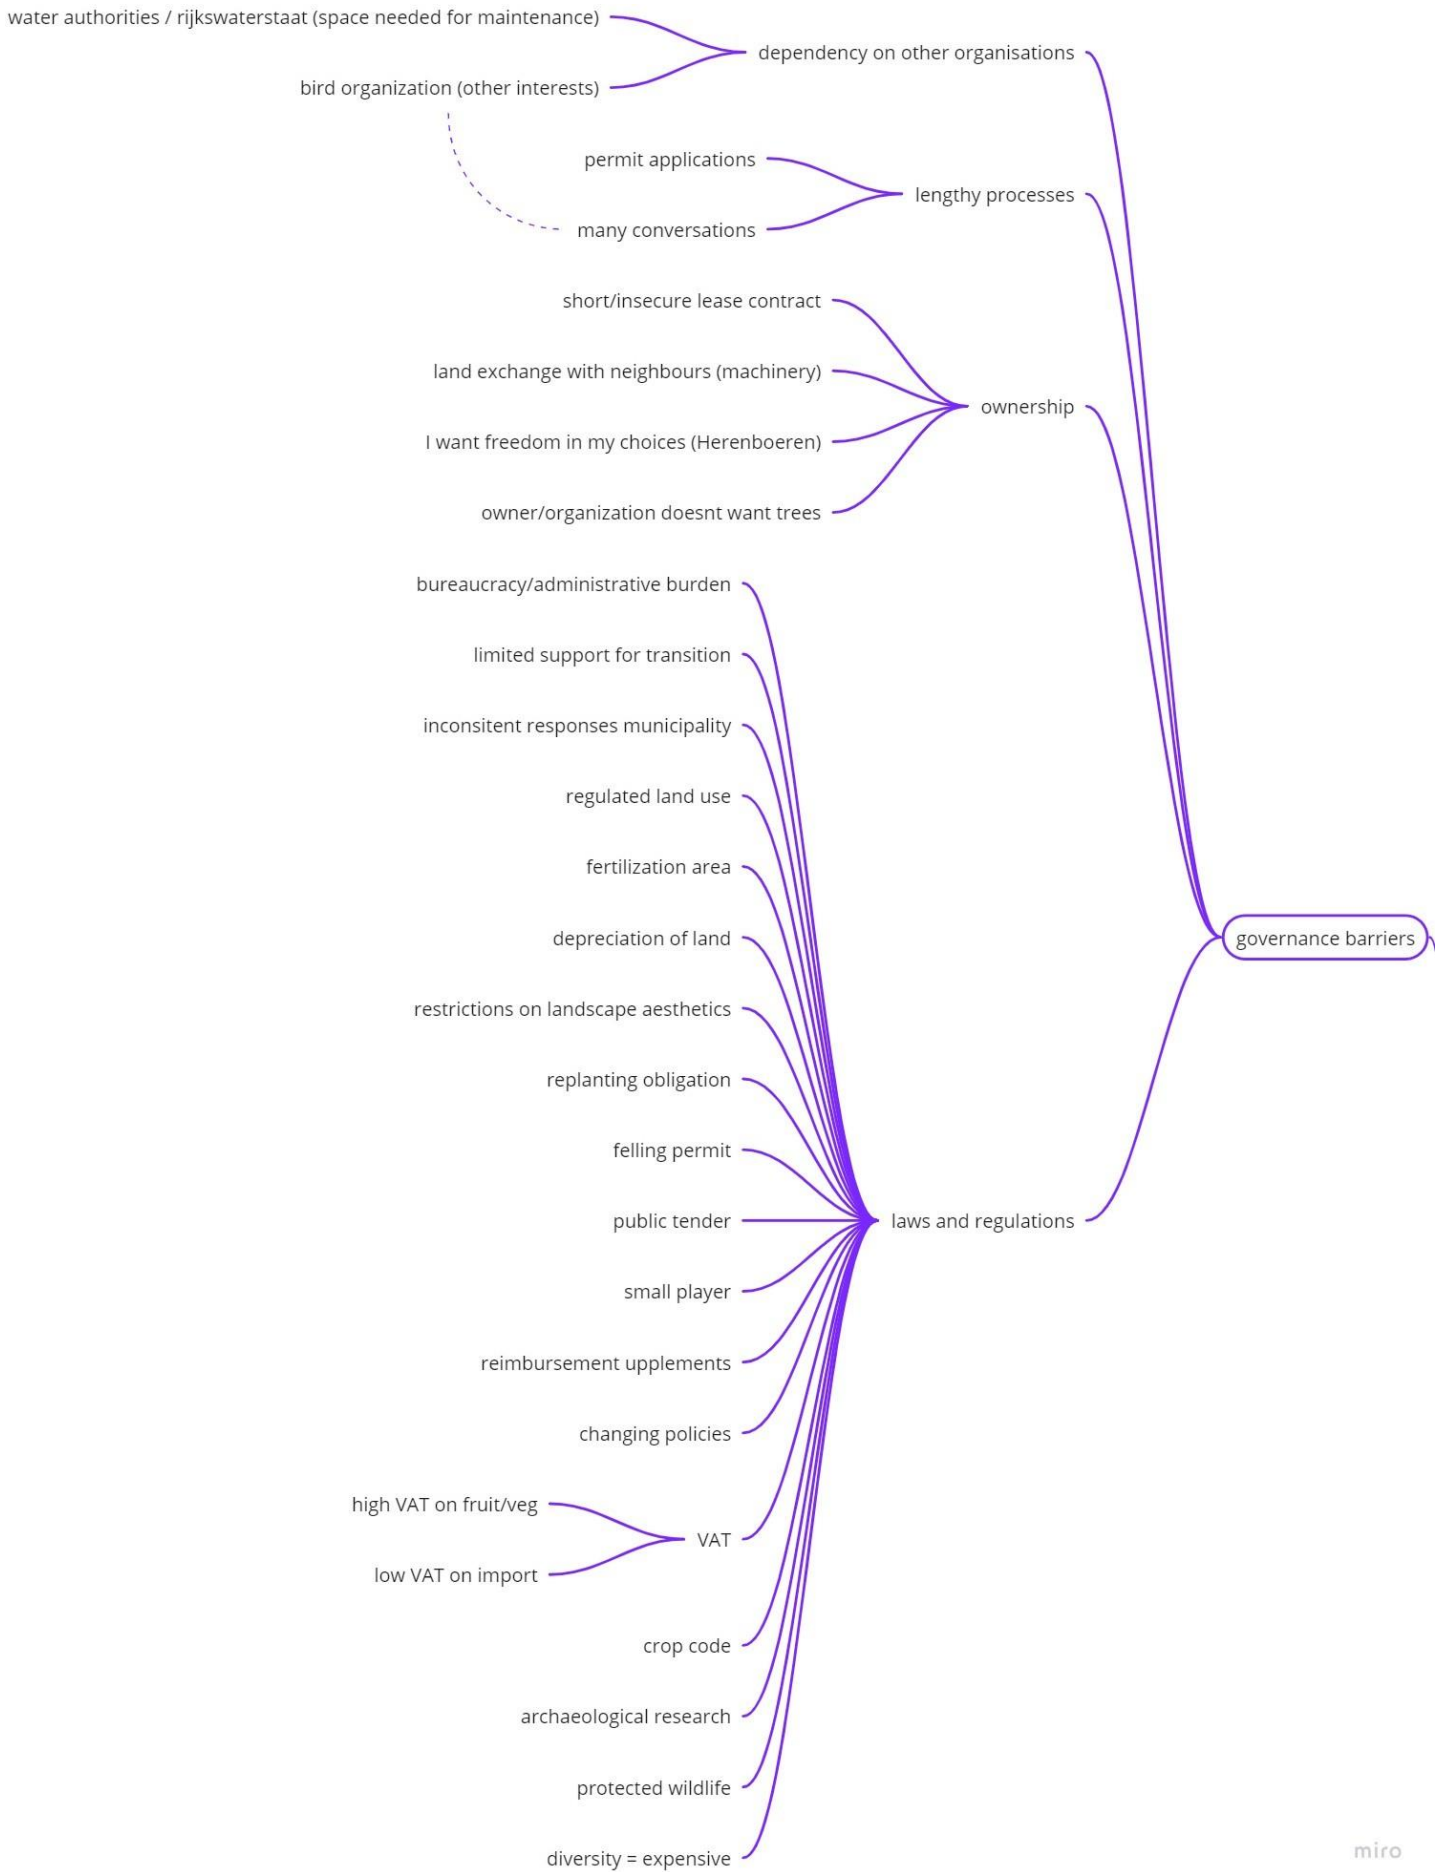 water authorities / rijkswaterstaat (space needed for maintenance)
dependency on other organisations
bird organization (other interests)
permit applications
lengthy processes
many conversations
short/insecure lease contract
land exchange with neighbours (machinery)
ownership
I want freedom in my choices (Herenboeren)
owner/organization doesnt want trees
bureaucracy/administrative burden
limited support for transition
inconsitent responses municipality
regulated land use
fertilization area
depreciation of land
governance barriers
restrictions on landscape aesthetics
replanting obligation
felling permit
public tender
laws and regulations
small player
reimbursement upplements
changing policies
high VAT on fruit/veg
VAT
low VAT on import
crop code
archaeological research
protected wildlife
diversity = expensive
miro